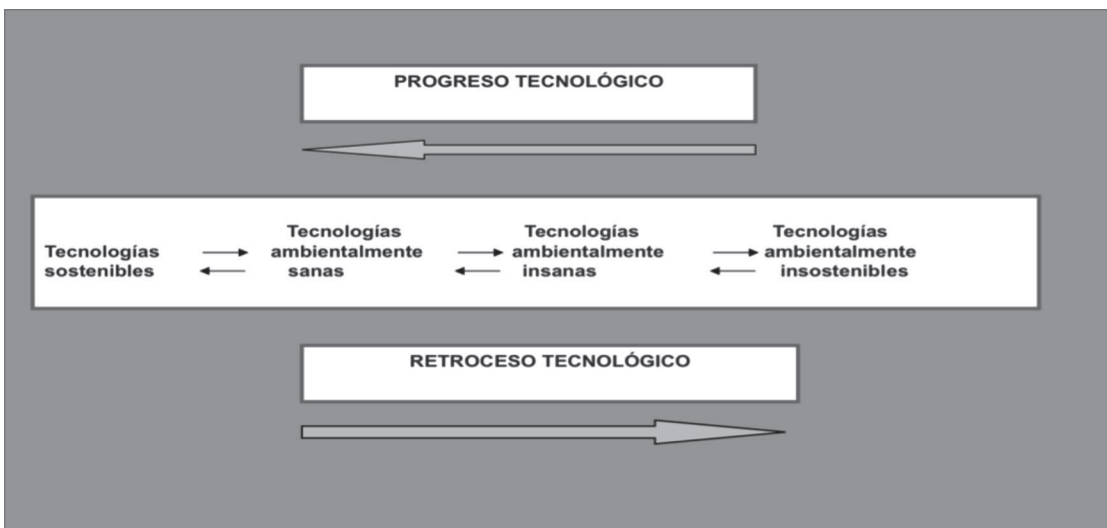 PROGRESO TECNOLÓGICO
Tecnologías sostenibles
Tecnologías ambientalmente sanas
Tecnologías ambientalmente insanas
Tecnologías ambientalmente insostenibles
RETROCESO TECNOLÓGICO